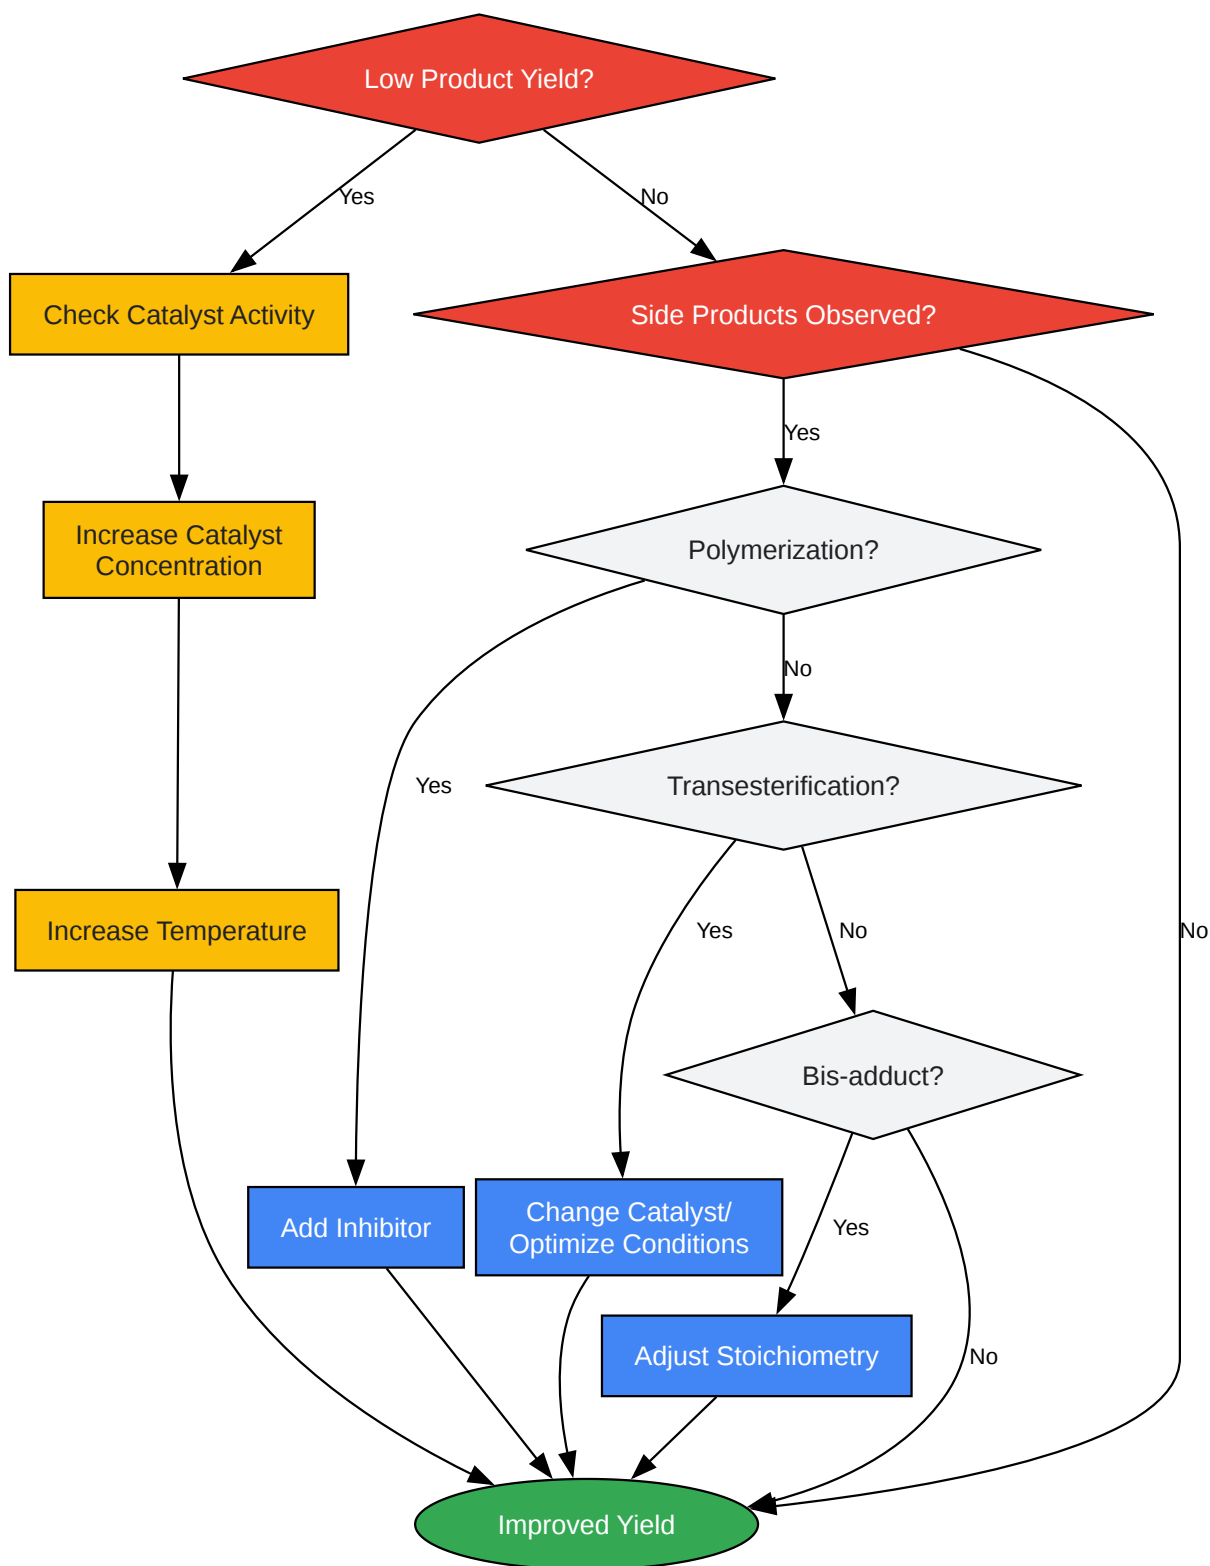 Low Product Yield?
Yes
No
Check Catalyst Activity
Side Products Observed?
Yes
Increase Catalyst
Concentration
Polymerization?
No
Yes
Transesterification?
Increase Temperature
Yes
No
No
Bis-adduct?
Add Inhibitor
Change Catalyst/
Optimize Conditions
Yes
Adjust Stoichiometry
No
Improved Yield